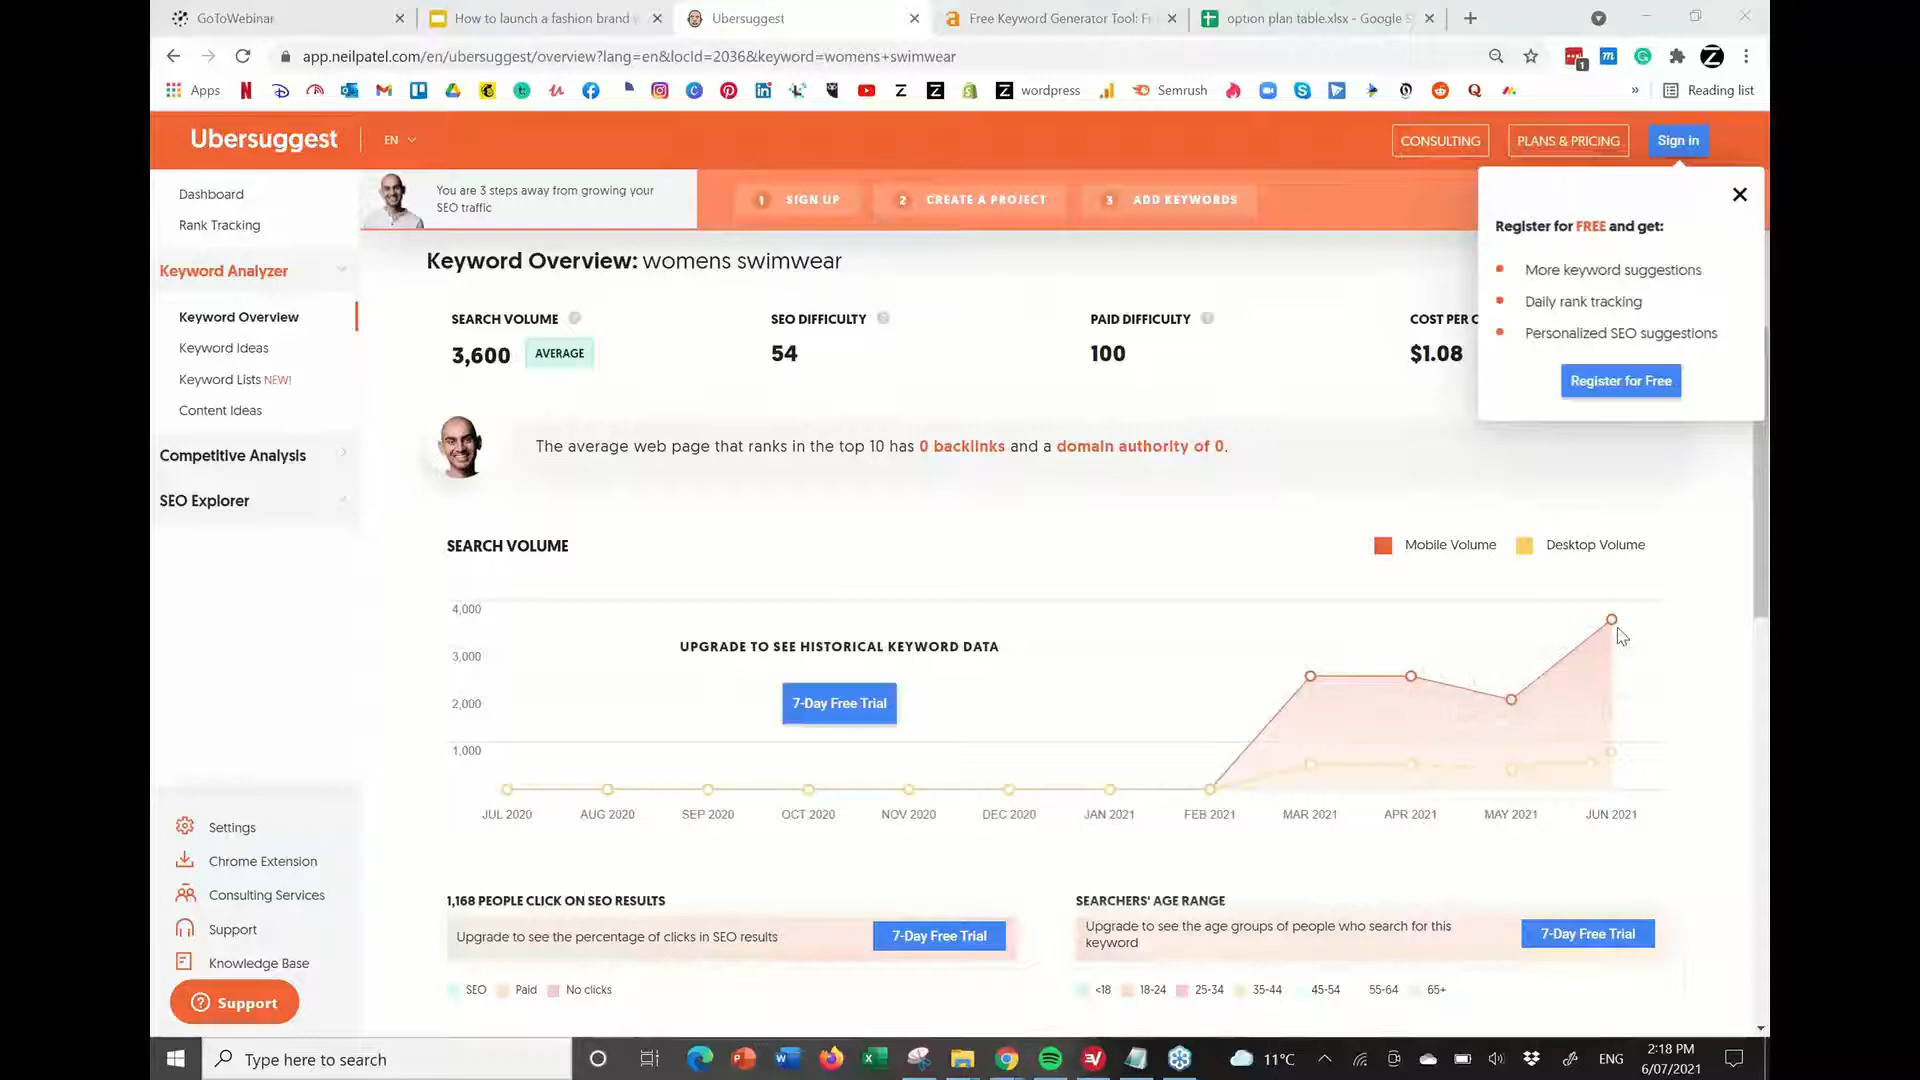 GoToWebinar
How to launch a fashion brand
Ubersuggest
Free Keyword Generator Tool: Fi
option plan table.xlsx - Google S
app.neilpatel.com/en/ubersuggest/overview?lang=en&locId=2036&keyword=womens+swimwear
1
Apps
wordpress
Semrush
»
Reading list
Ubersuggest
EN
CONSULTING
PLANS & PRICING
Sign in
Dashboard
Rank Tracking
Keyword Analyzer
Keyword Overview
Keyword Ideas
Keyword Lists NEW!
Content Ideas
Competitive Analysis
SEO Explorer
Settings
Chrome Extension
Consulting Services
Support
Knowledge Base
Support
You are 3 steps away from growing your
SEO traffic
1 SIGN UP
2 CREATE A PROJECT
3 ADD KEYWORDS
Register for FREE and get:
More keyword suggestions
Daily rank tracking
Personalized SEO suggestions
Register for Free
Keyword Overview: womens swimwear
SEARCH VOLUME
3,600 AVERAGE
SEO DIFFICULTY
54
PAID DIFFICULTY
100
COST PER C
$1.08
The average web page that ranks in the top 10 has 0 backlinks and a domain authority of 0.
SEARCH VOLUME
Mobile Volume
Desktop Volume
4,000
3,000
2,000
1,000
UPGRADE TO SEE HISTORICAL KEYWORD DATA
7-Day Free Trial
JUL 2020
AUG 2020
SEP 2020
OCT 2020
NOV 2020
DEC 2020
JAN 2021
FEB 2021
MAR 2021
APR 2021
MAY 2021
JUN 2021
1,168 PEOPLE CLICK ON SEO RESULTS
Upgrade to see the percentage of clicks in SEO results
7-Day Free Trial
SEO
Paid
No clicks
SEARCHERS' AGE RANGE
Upgrade to see the age groups of people who search for this
keyword
7-Day Free Trial
<18
18-24
25-34
35-44
45-54
55-64
65+
Type here to search
11°C
ENG
2:18 PM
6/07/2021